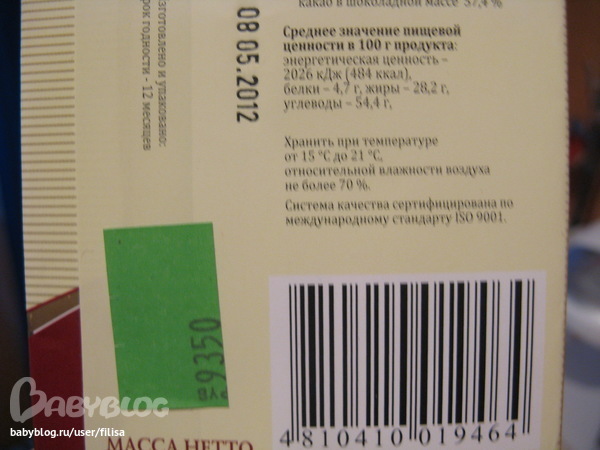 какао в шоколадной массе 57,4 %
Среднее значение пищевой
ценности в 100 г продукта:
энергетическая ценность –
2026 кДж (484 ккал),
белки – 4,7 г, жиры – 28,2 г,
углеводы – 54,4 г,
Хранить при температуре
от 15 °С до 21 °С,
относительной влажности воздуха
не более 70 %.
Система качества сертифицирована по
международному стандарту ISO 9001.
зготовлено и упаковано:
рок годности - 12 месяцев
08 05.2012
9350
4 810410 019464
МАССА НЕТТО
BABYBLOG
babyblog.ru/user/filisa